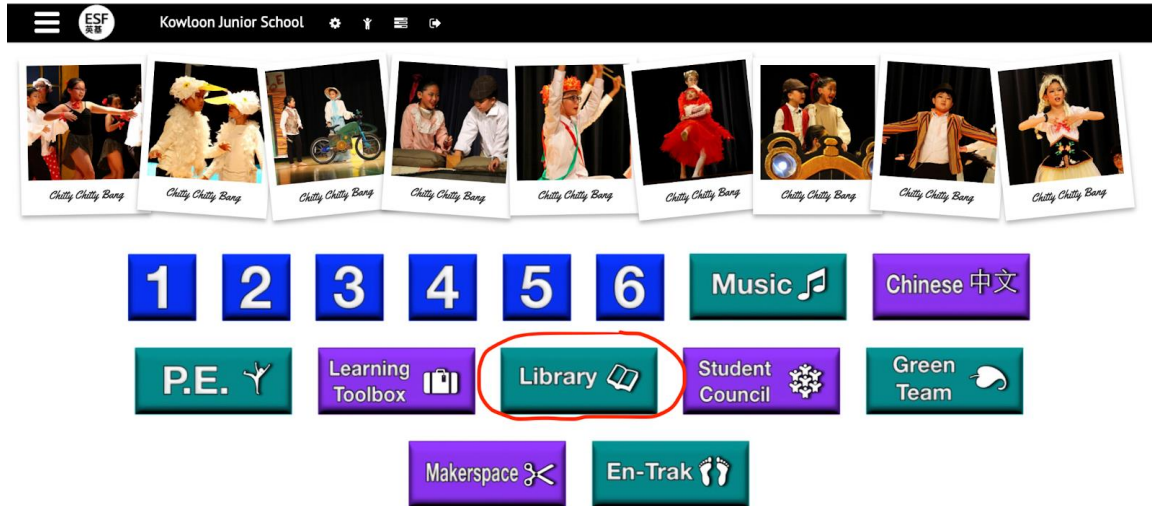 ESF
英基
Kowloon Junior School
Chitty Chitty Bang
Chitty Chitty Bang
Chitty Chitty Bang
Chitty Chitty Bang
Chitty Chitty Bang
Chitty Chitty Bang
Chitty Chitty Bang
Chitty Chitty Bang
Chitty Chitty Bang
1 2 3 4 5 6 Music Chinese 中文
P.E. Learning Toolbox Library Student Council Green Team
Makerspace En-Trak